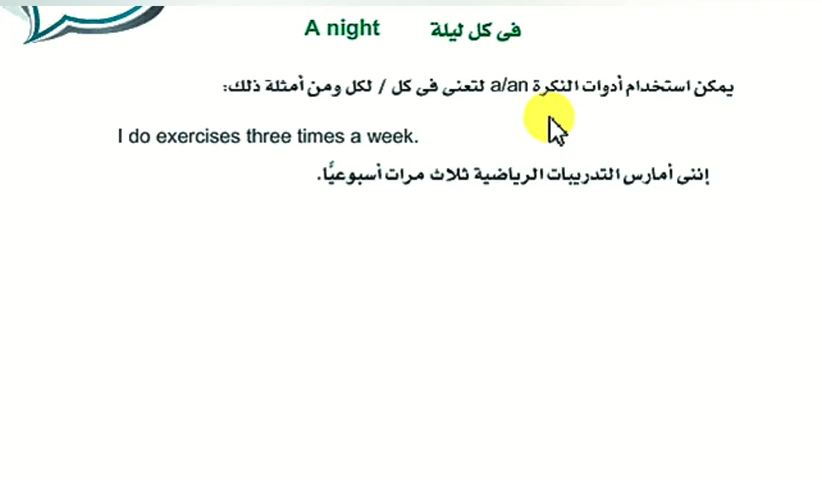 A night فى كل ليلة
يمكن استخدام أدوات النكرة a/an لتعنى فى كل / لكل ومن أمثلة ذلك:
I do exercises three times a week.
إننى أمارس التدريبات الرياضية ثلاث مرات أسبوعيًّا.